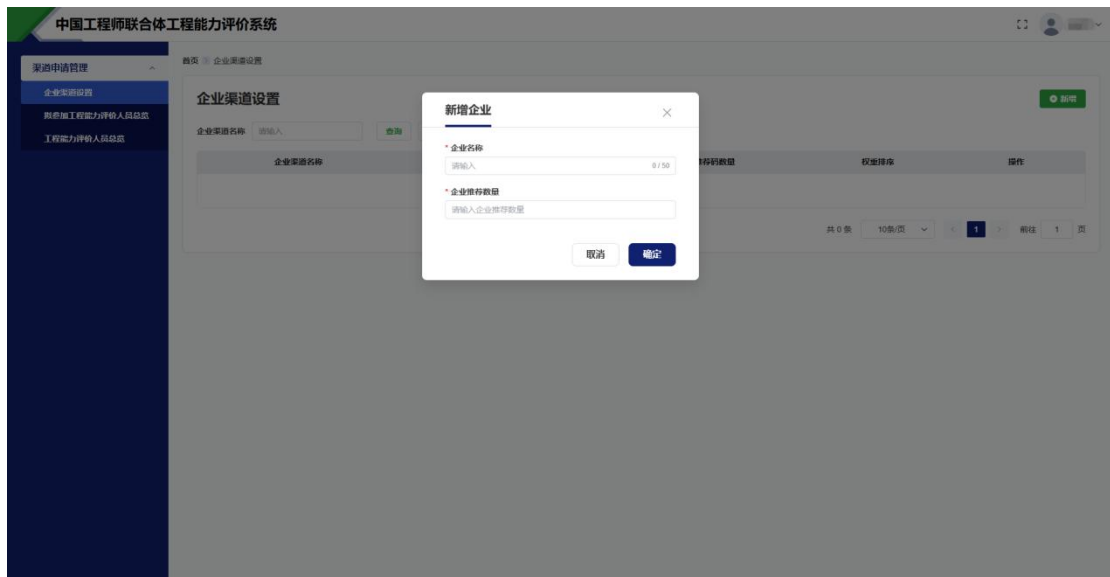 中国工程师联合体工程能力评价系统
渠道申请管理
企业渠道设置
拟参加工程能力评价人员总览
工程能力评价人员总览
首页 企业渠道设置
企业渠道设置
新增
企业渠道名称 请输入 查询
企业渠道名称 荐码数量 权重排序 操作
共 0 条 10条/页 1 前往 1 页
新增企业
* 企业名称
请输入 0 / 50
* 企业推荐数量
请输入企业推荐数量
取消 确定